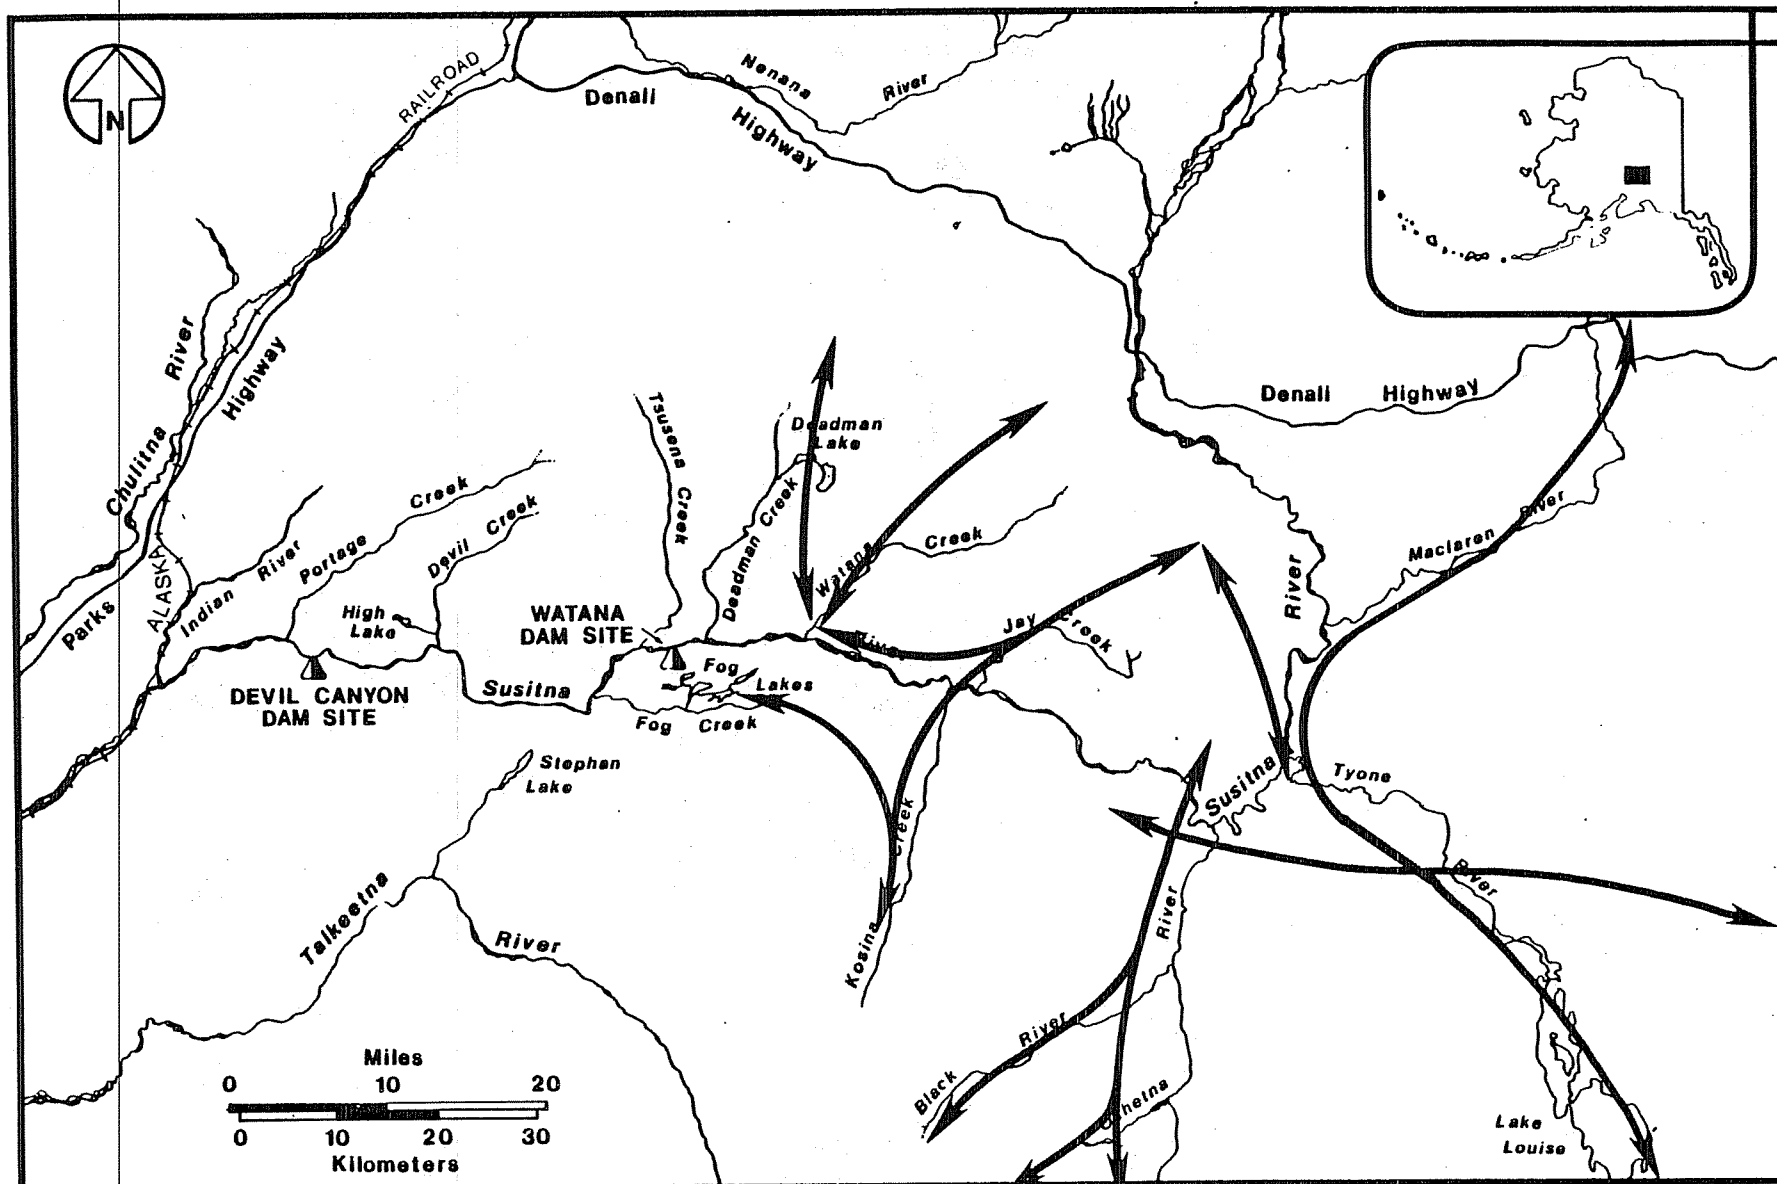 N
RAILROAD
Denali
Highway
Nenana
River
Chulitna
River
Highway
Parks
ALASKA
Indian
River
Portage
Creek
Devil
Creek
High
Lake
Tsusena
Creek
Deadman
Lake
Deadman Creek
Watana
Creek
WATANA
DAM SITE
River
Jay
Creek
Fog
Lakes
Fog
Creek
Susitna
DEVIL CANYON
DAM SITE
Stephan
Lake
Talkeetna
River
Kosina
Creek
Denali
Highway
River
Maclaren
River
Susitna
Tyone
River
River
Black
River
Lake
Louise
Miles
0
10
20
0
10
20
30
Kilometers